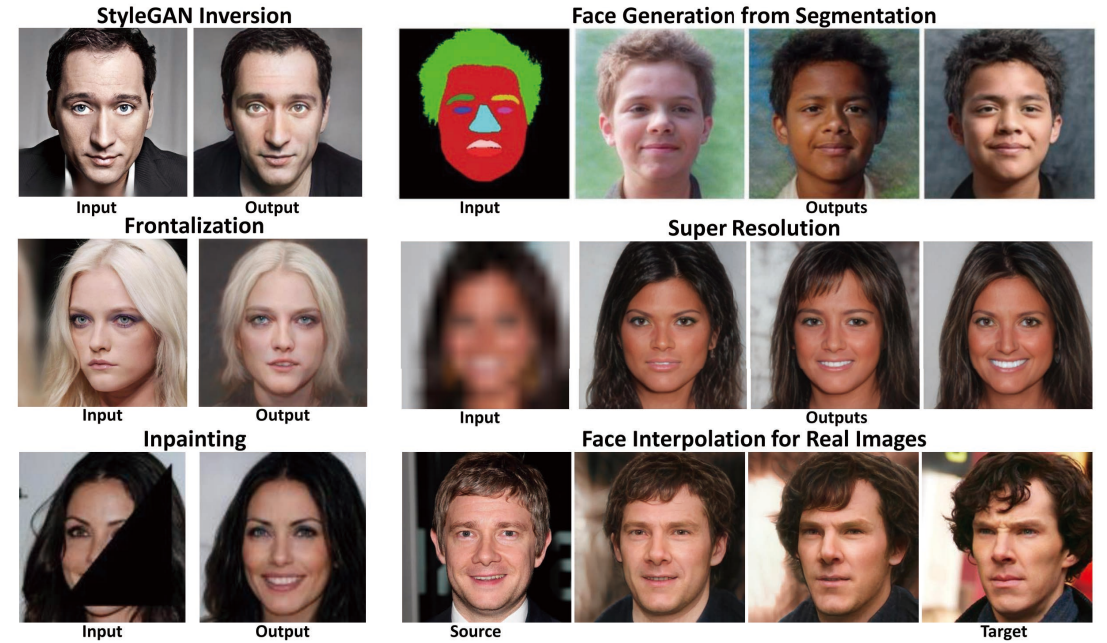 StyleGAN Inversion
Face Generation from Segmentation
Input
Output
Input
Outputs
Frontalization
Super Resolution
Input
Output
Input
Outputs
Inpainting
Face Interpolation for Real Images
Input
Output
Source
Target